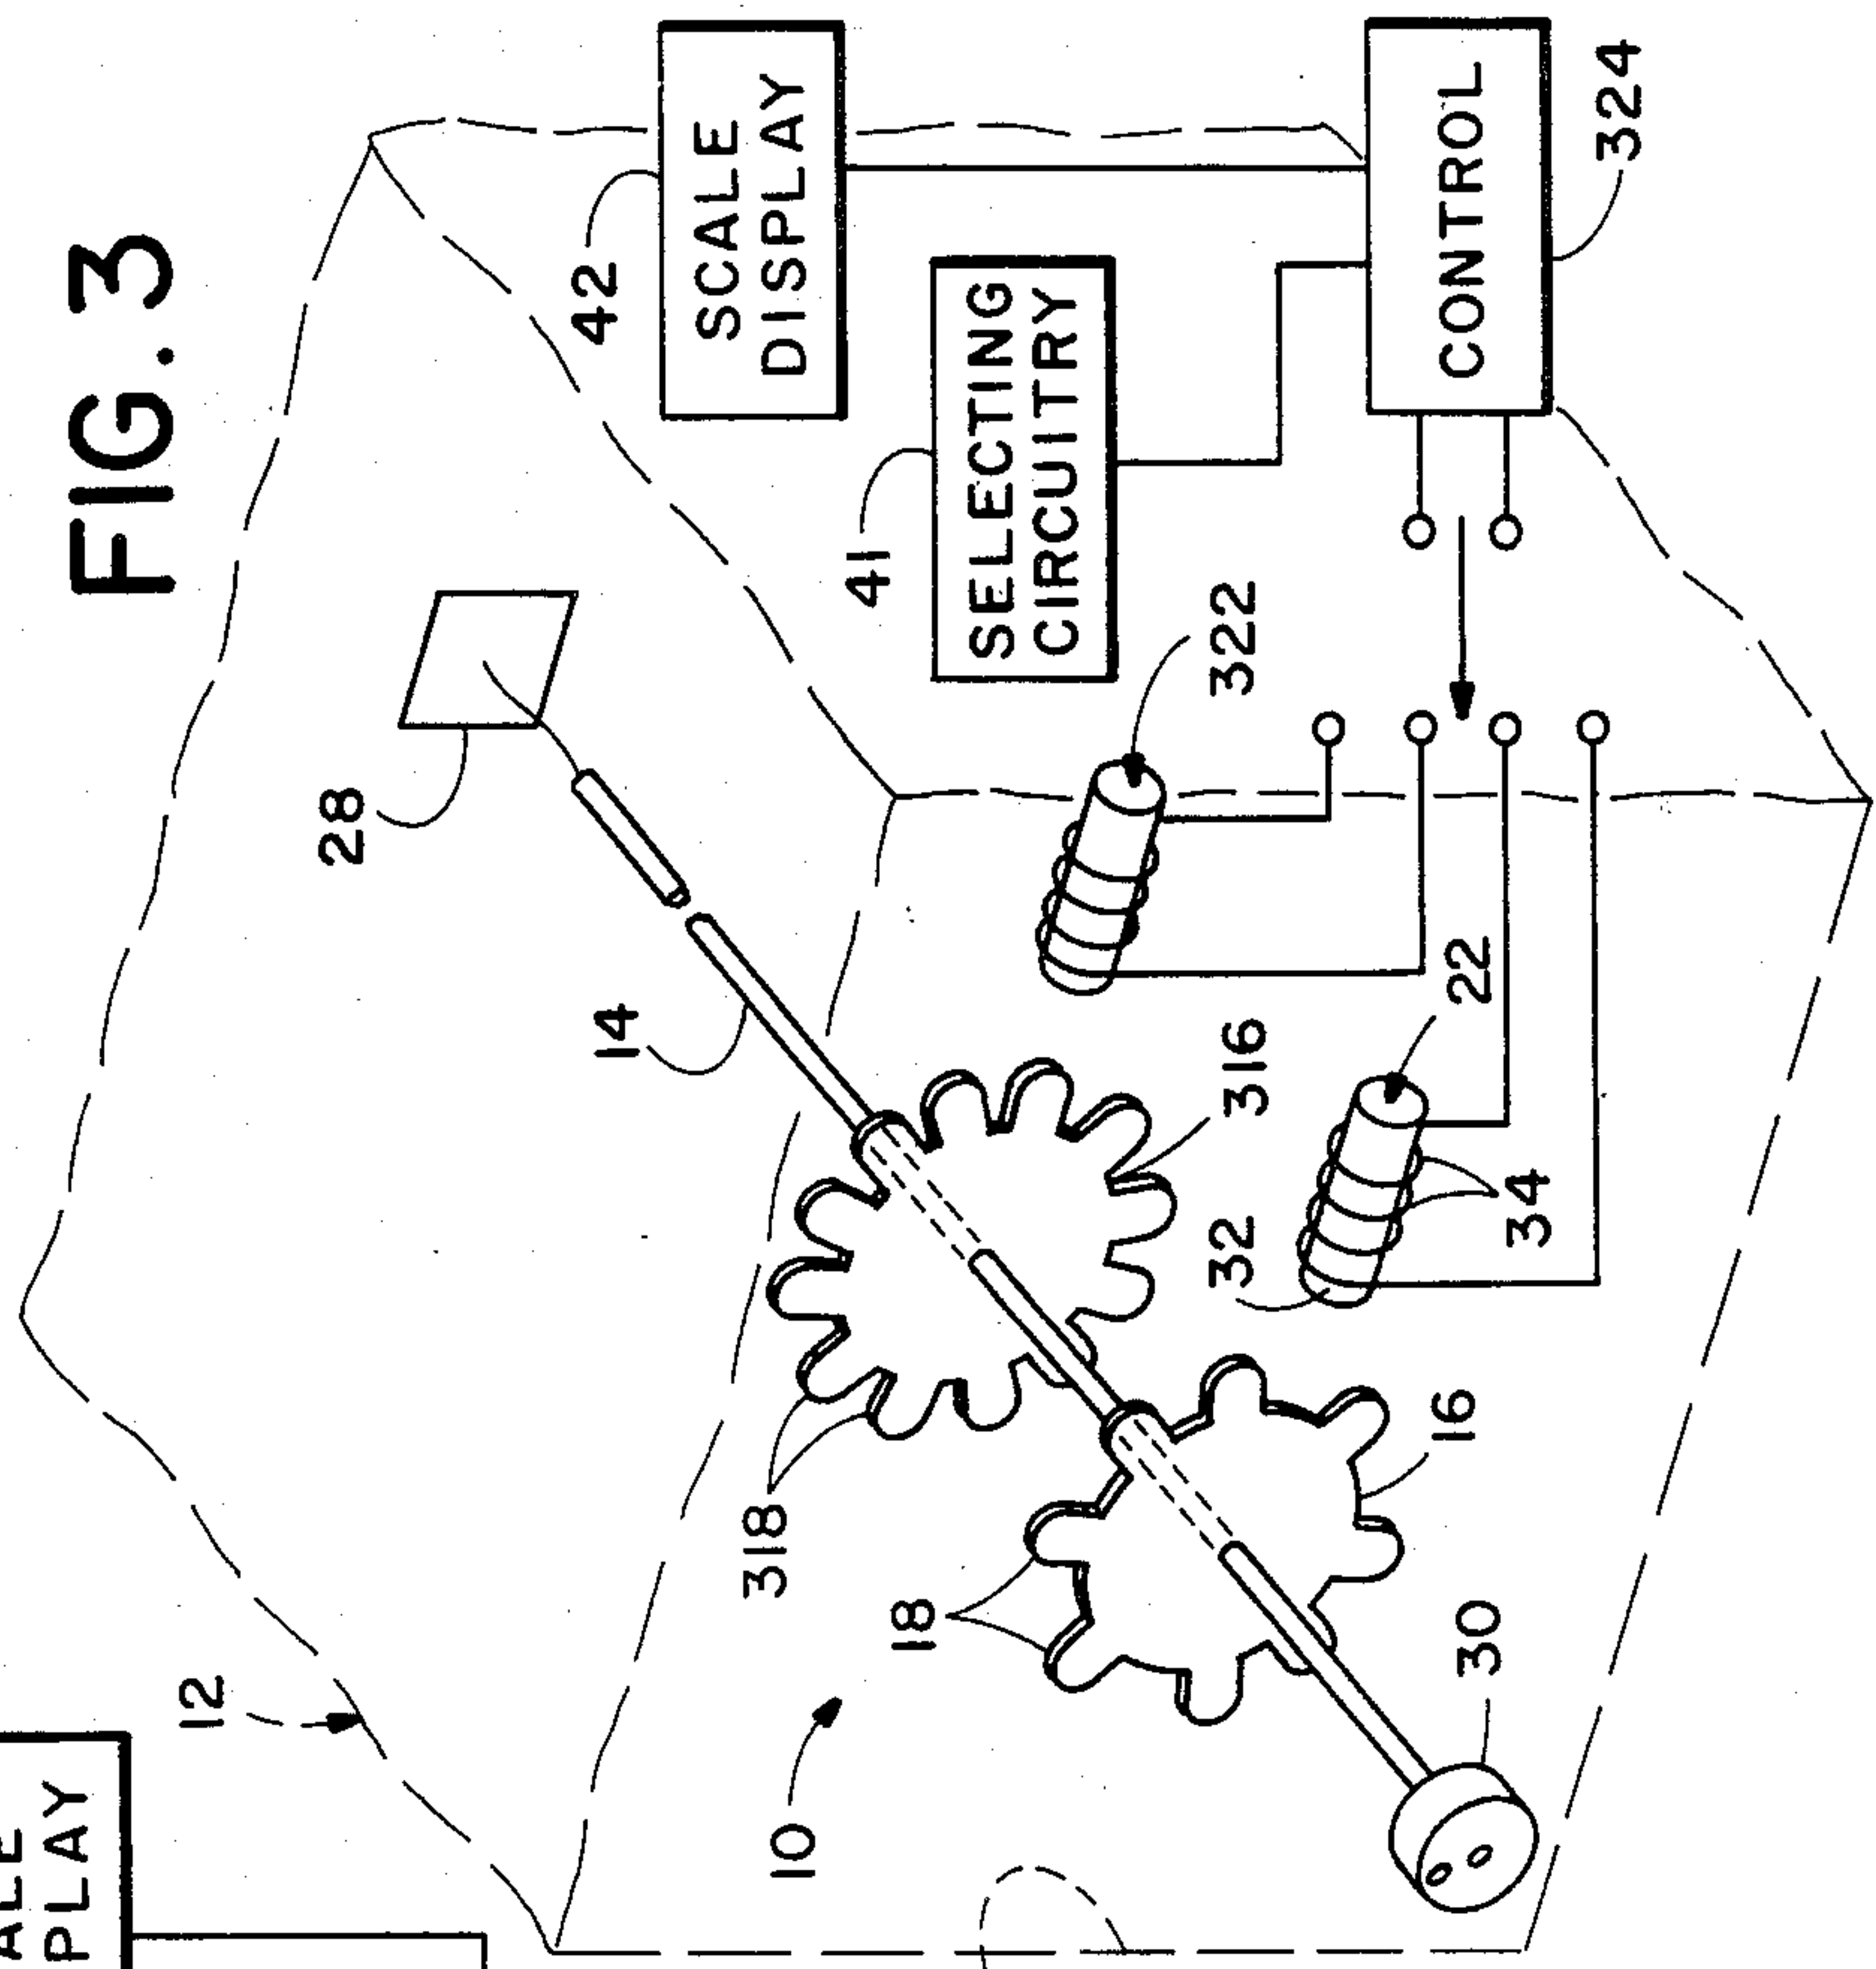 FIG. 3
42
SCALE
DISPLAY
41
SELECTING
CIRCUITRY
CONTROL
324
28
322
14
22
316
32
34
318
18
16
12
10
30
ALE
PLAY